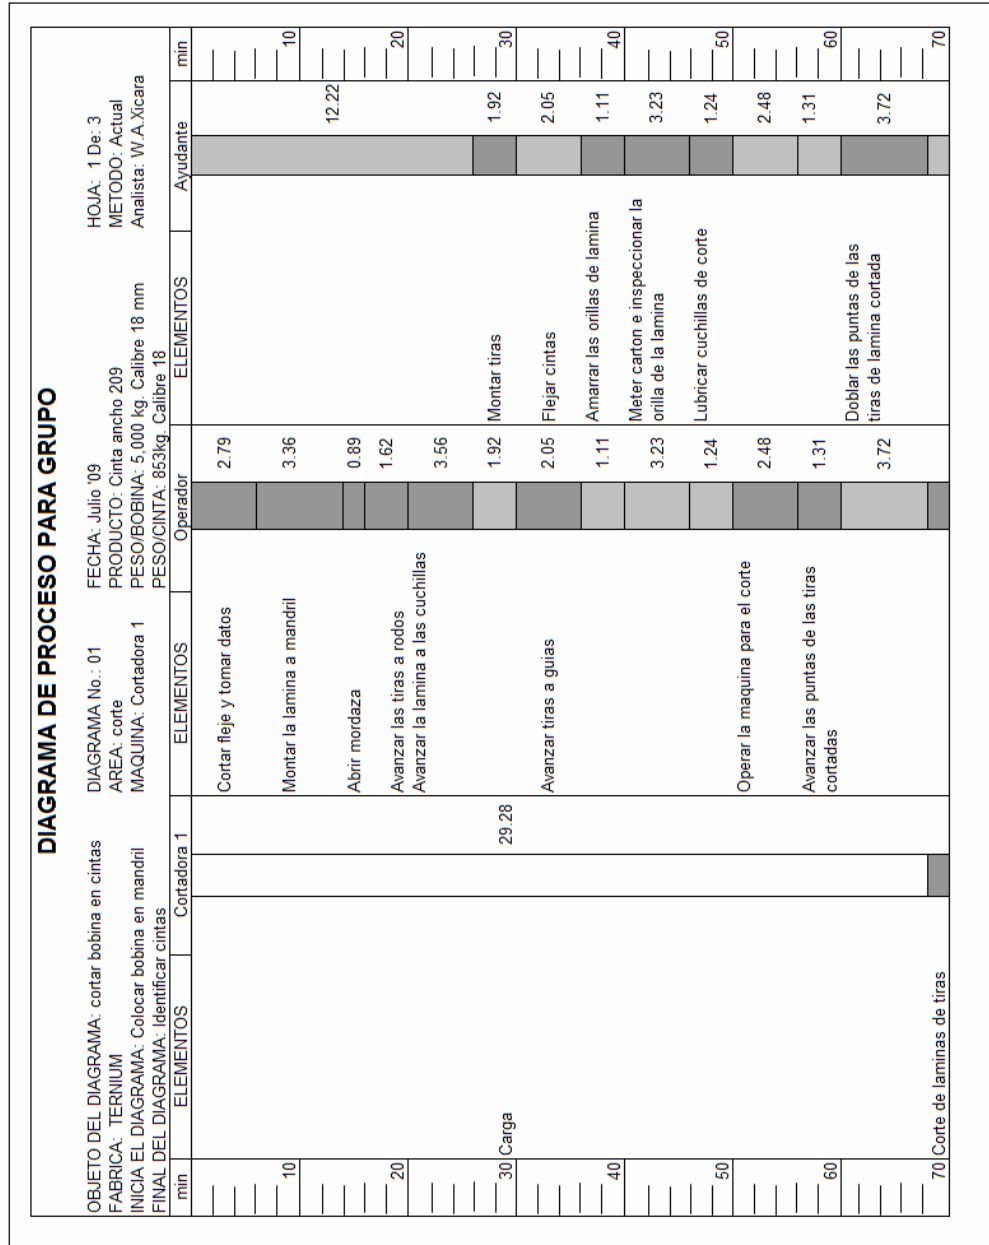 DIAGRAMA DE PROCESO PARA GRUPO
OBJETO DEL DIAGRAMA: cortar bobina en cintas
FABRICA: TERNIUM
INICIA EL DIAGRAMA: Colocar bobina en mandril
FINAL DEL DIAGRAMA: Identificar cintas
DIAGRAMA No.: 01
AREA: corte
MAQUINA: Cortadora 1
FECHA: Julio '09
PRODUCTO: Cinta ancho 209
PESO/BOBINA: 5,000 kg. Calibre 18 mm
PESO/CINTA: 853kg. Calibre 18
HOJA: 1 De: 3
METODO: Actual
Analista: W.A.Xicara
min ELEMENTOS Cortadora 1 ELEMENTOS Operador ELEMENTOS Ayudante min
Cortar fleje y tomar datos 2.79
10 Montar la lamina a mandril 3.36 10
12.22
Abrir mordaza 0.89
20 Avanzar las tiras a rodos 1.62 20
Avanzar la lamina a las cuchillas 3.56
30 Carga 29.28 1.92 Montar tiras 1.92 30
Avanzar tiras a guias 2.05 Flejar cintas 2.05
40 1.11 Amarrar las orillas de lamina 1.11 40
3.23 Meter carton e inspeccionar la
orilla de la lamina 3.23
50 1.24 Lubricar cuchillas de corte 1.24 50
Operar la maquina para el corte 2.48 2.48
60 Avanzar las puntas de las tiras
cortadas 1.31 1.31 60
3.72 Doblar las puntas de las
tiras de lamina cortada 3.72
70 Corte de laminas de tiras 70